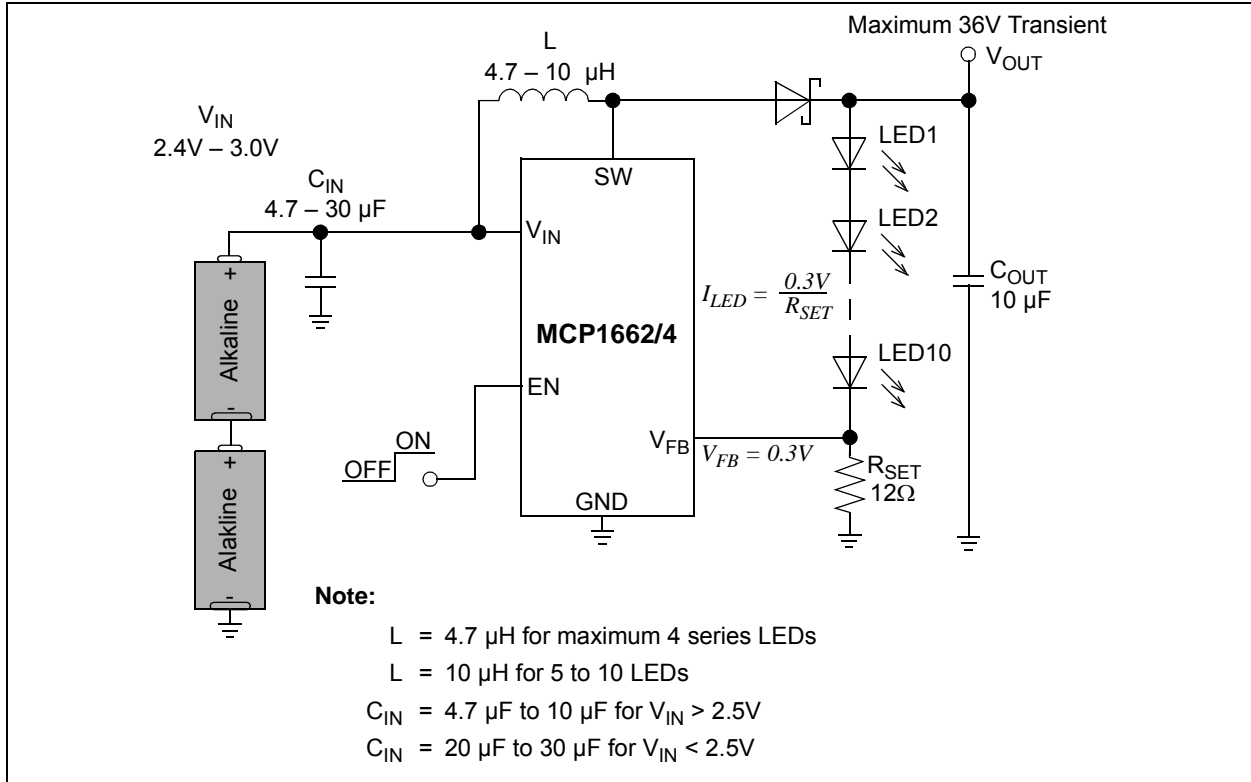 Maximum 36V Transient
V_OUT
L
4.7 – 10 µH
V_IN
2.4V – 3.0V
C_IN
4.7 – 30 µF
SW
LED1
V_IN
LED2
I_LED = 0.3V / R_SET
C_OUT
10 µF
+
Alkaline
-
MCP1662/4
LED10
EN
ON
OFF
V_FB
V_FB = 0.3V
+
Alakline
-
R_SET
12Ω
GND
Note:
L = 4.7 µH for maximum 4 series LEDs
L = 10 µH for 5 to 10 LEDs
C_IN = 4.7 µF to 10 µF for V_IN > 2.5V
C_IN = 20 µF to 30 µF for V_IN < 2.5V